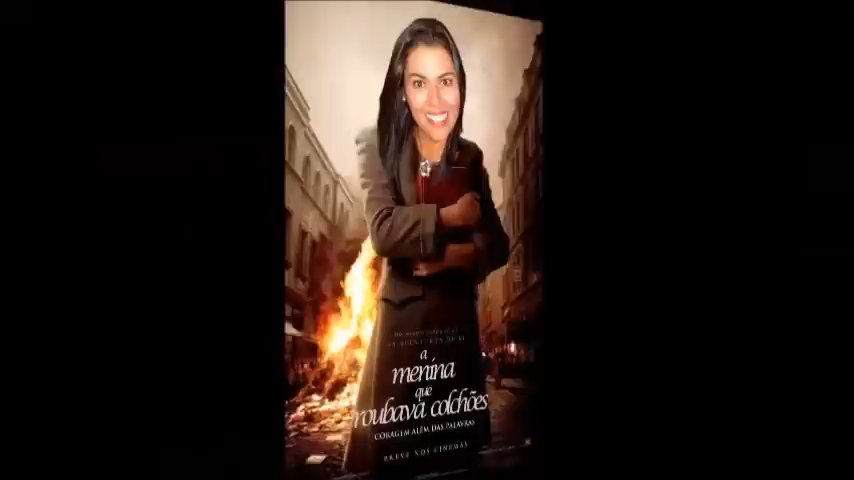 a
menina
que
roubava colchões
CORAGEM ALÉM DAS PALAVRAS
BREVE NOS CINEMAS